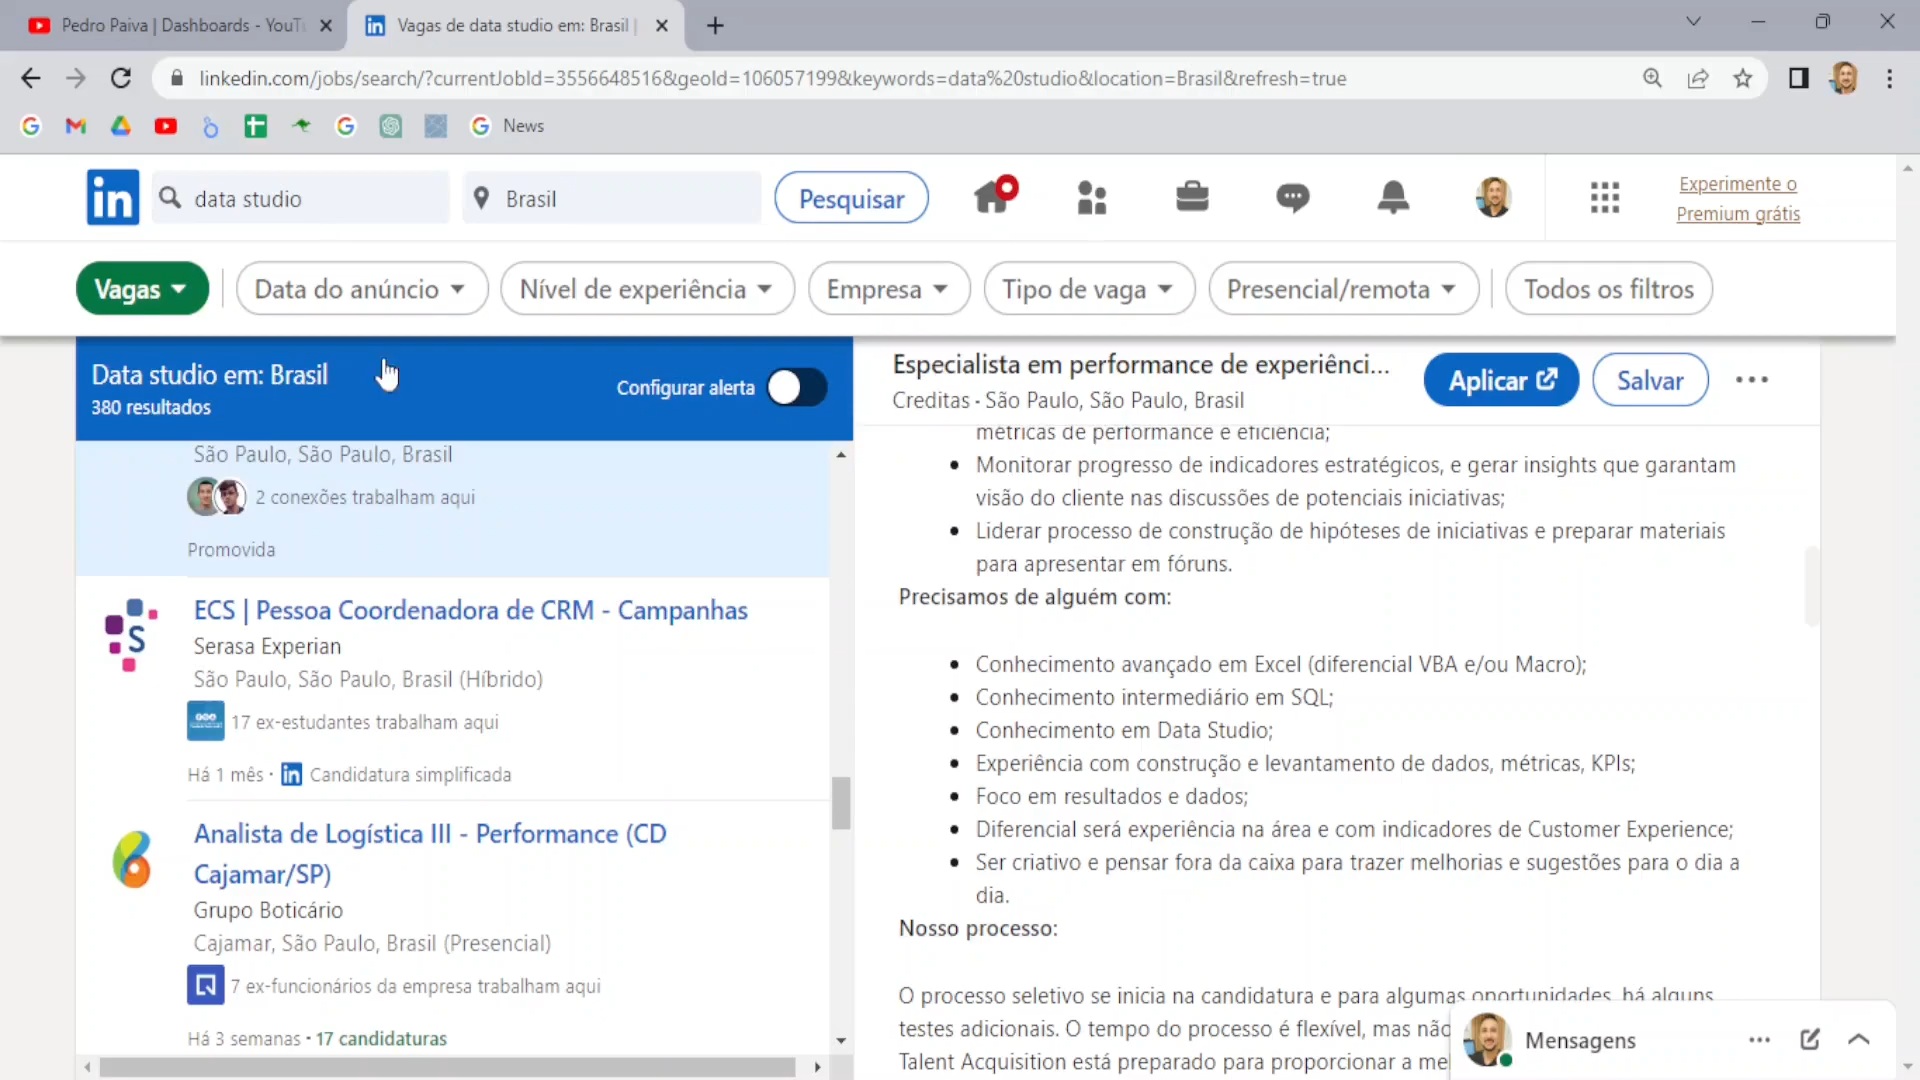 Pedro Paiva | Dashboards - YouTu
Vagas de data studio em: Brasil |
linkedin.com/jobs/search/?currentJobId=3556648516&geoId=106057199&keywords=data%20studio&location=Brasil&refresh=true
News
in
data studio
Brasil
Pesquisar
Experimente o
Premium grátis
Vagas
Data do anúncio
Nível de experiência
Empresa
Tipo de vaga
Presencial/remota
Todos os filtros
Data studio em: Brasil
380 resultados
Configurar alerta
São Paulo, São Paulo, Brasil
2 conexões trabalham aqui
Promovida
ECS | Pessoa Coordenadora de CRM - Campanhas
Serasa Experian
São Paulo, São Paulo, Brasil (Híbrido)
17 ex-estudantes trabalham aqui
Há 1 mês · in Candidatura simplificada
Analista de Logística III - Performance (CD
Cajamar/SP)
Grupo Boticário
Cajamar, São Paulo, Brasil (Presencial)
7 ex-funcionários da empresa trabalham aqui
Há 3 semanas · 17 candidaturas
Especialista em performance de experiênci...
Creditas · São Paulo, São Paulo, Brasil
Aplicar
Salvar
métricas de performance e eficiência;
• Monitorar progresso de indicadores estratégicos, e gerar insights que garantam
visão do cliente nas discussões de potenciais iniciativas;
• Liderar processo de construção de hipóteses de iniciativas e preparar materiais
para apresentar em fóruns.
Precisamos de alguém com:
• Conhecimento avançado em Excel (diferencial VBA e/ou Macro);
• Conhecimento intermediário em SQL;
• Conhecimento em Data Studio;
• Experiência com construção e levantamento de dados, métricas, KPIs;
• Foco em resultados e dados;
• Diferencial será experiência na área e com indicadores de Customer Experience;
• Ser criativo e pensar fora da caixa para trazer melhorias e sugestões para o dia a
dia.
Nosso processo:
O processo seletivo se inicia na candidatura e para algumas oportunidades, há alguns
testes adicionais. O tempo do processo é flexível, mas não
Talent Acquisition está preparado para proporcionar a me
Mensagens